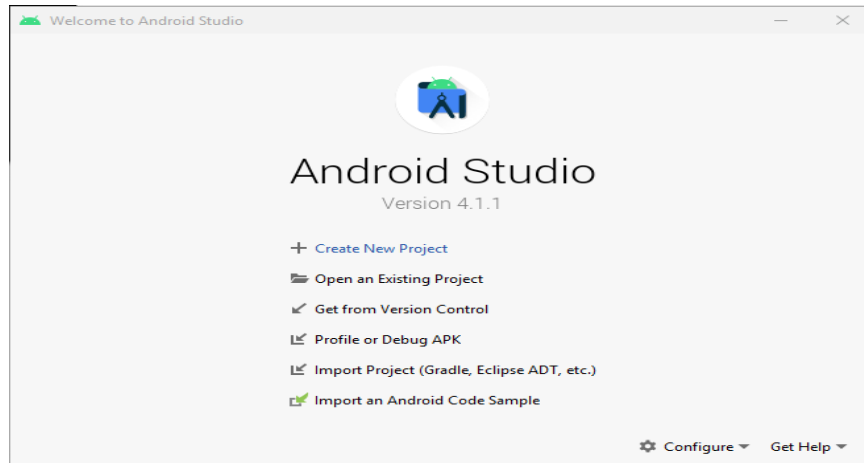 Welcome to Android Studio
Android Studio
Version 4.1.1
Create New Project
Open an Existing Project
Get from Version Control
Profile or Debug APK
Import Project (Gradle, Eclipse ADT, etc.)
Import an Android Code Sample
Configure Get Help